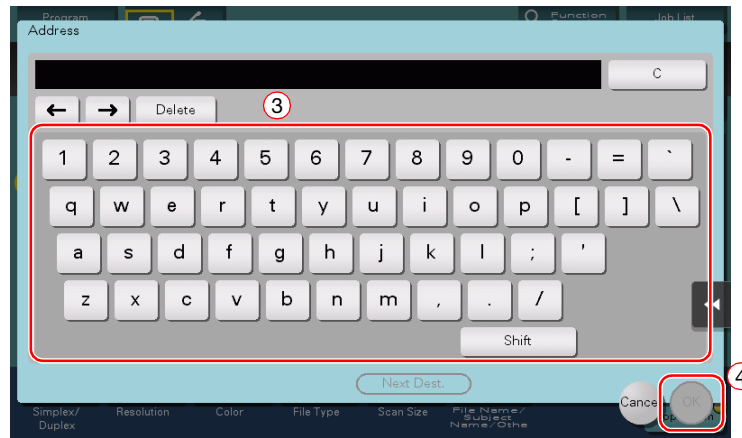 Program
Function
Job List
Address
C
← → Delete
3
1 2 3 4 5 6 7 8 9 0 - = `
q w e r t y u i o p [ ] \
a s d f g h j k l ; '
z x c v b n m , . /
Shift
Next Dest.
4
Cancel OK
Simplex/
Duplex
Resolution
Color
File Type
Scan Size
File Name/
Subject
Name/Othe